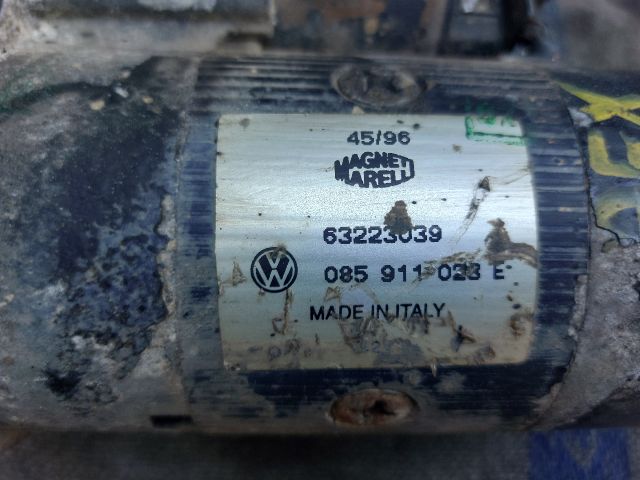 45/96
MAGNETI
MARELLI
63223039
085 911 023 E
MADE IN ITALY